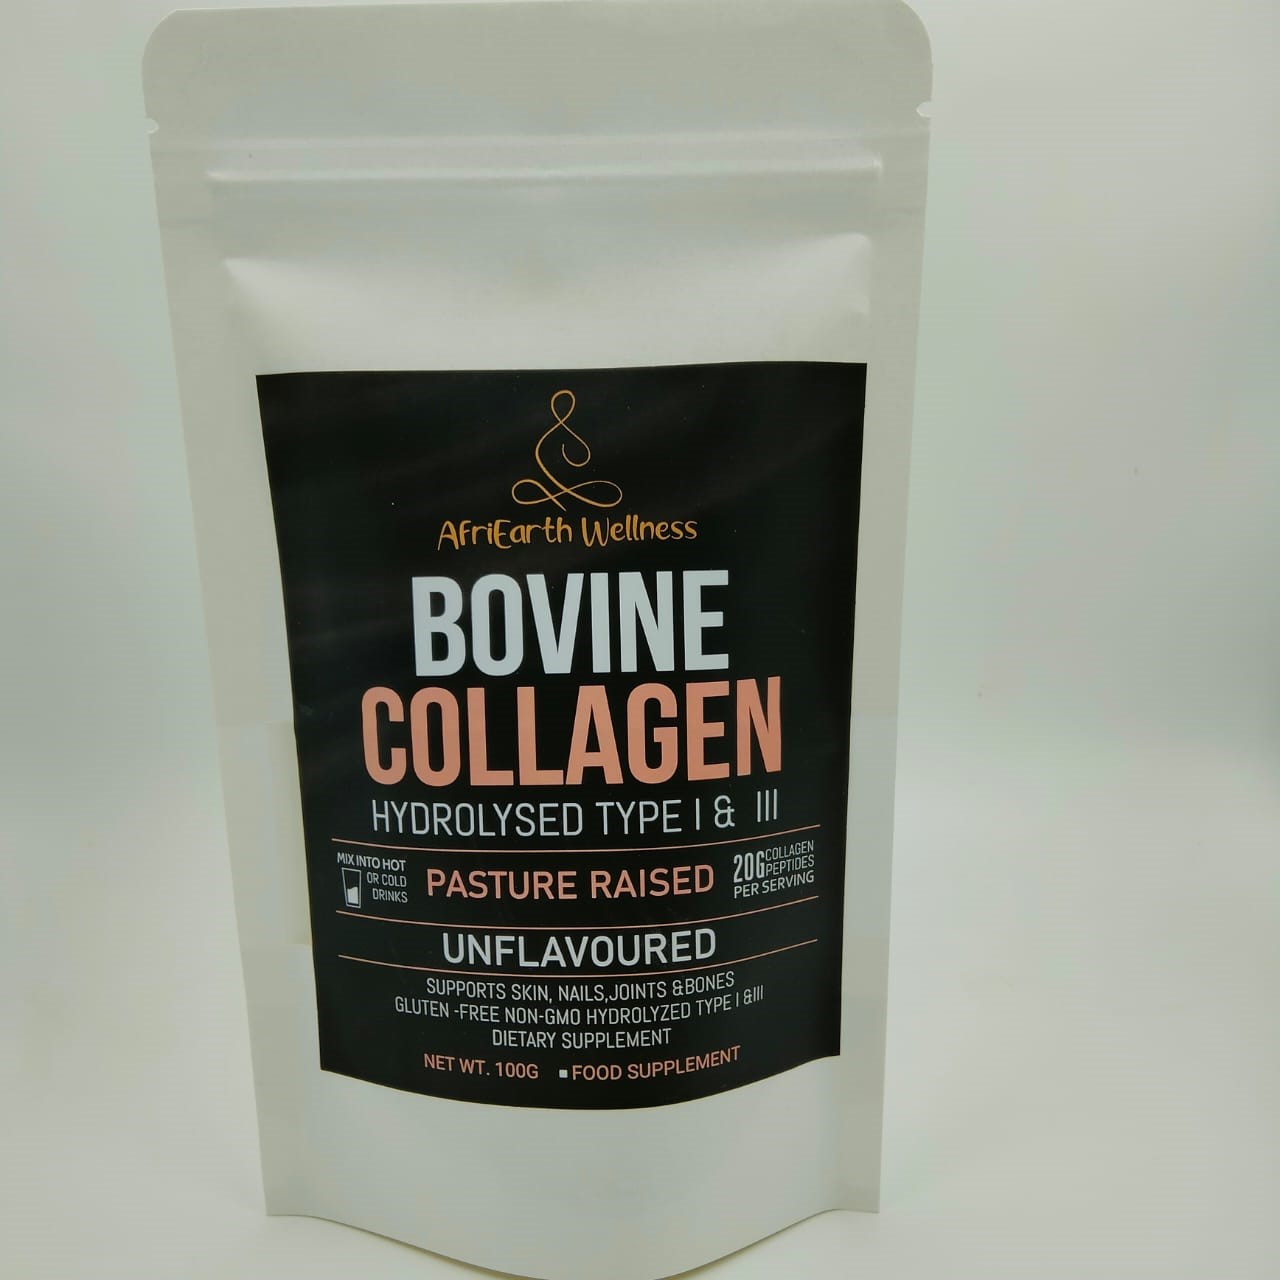 AfriEarth Wellness
BOVINE
COLLAGEN
HYDROLYSED TYPE I & III
MIX INTO HOT
OR COLD
DRINKS
PASTURE RAISED
20G COLLAGEN
PEPTIDES
PER SERVING
UNFLAVOURED
SUPPORTS SKIN, NAILS,JOINTS &BONES
GLUTEN -FREE NON-GMO HYDROLYZED TYPE I &III
DIETARY SUPPLEMENT
NET WT. 100G ▪FOOD SUPPLEMENT